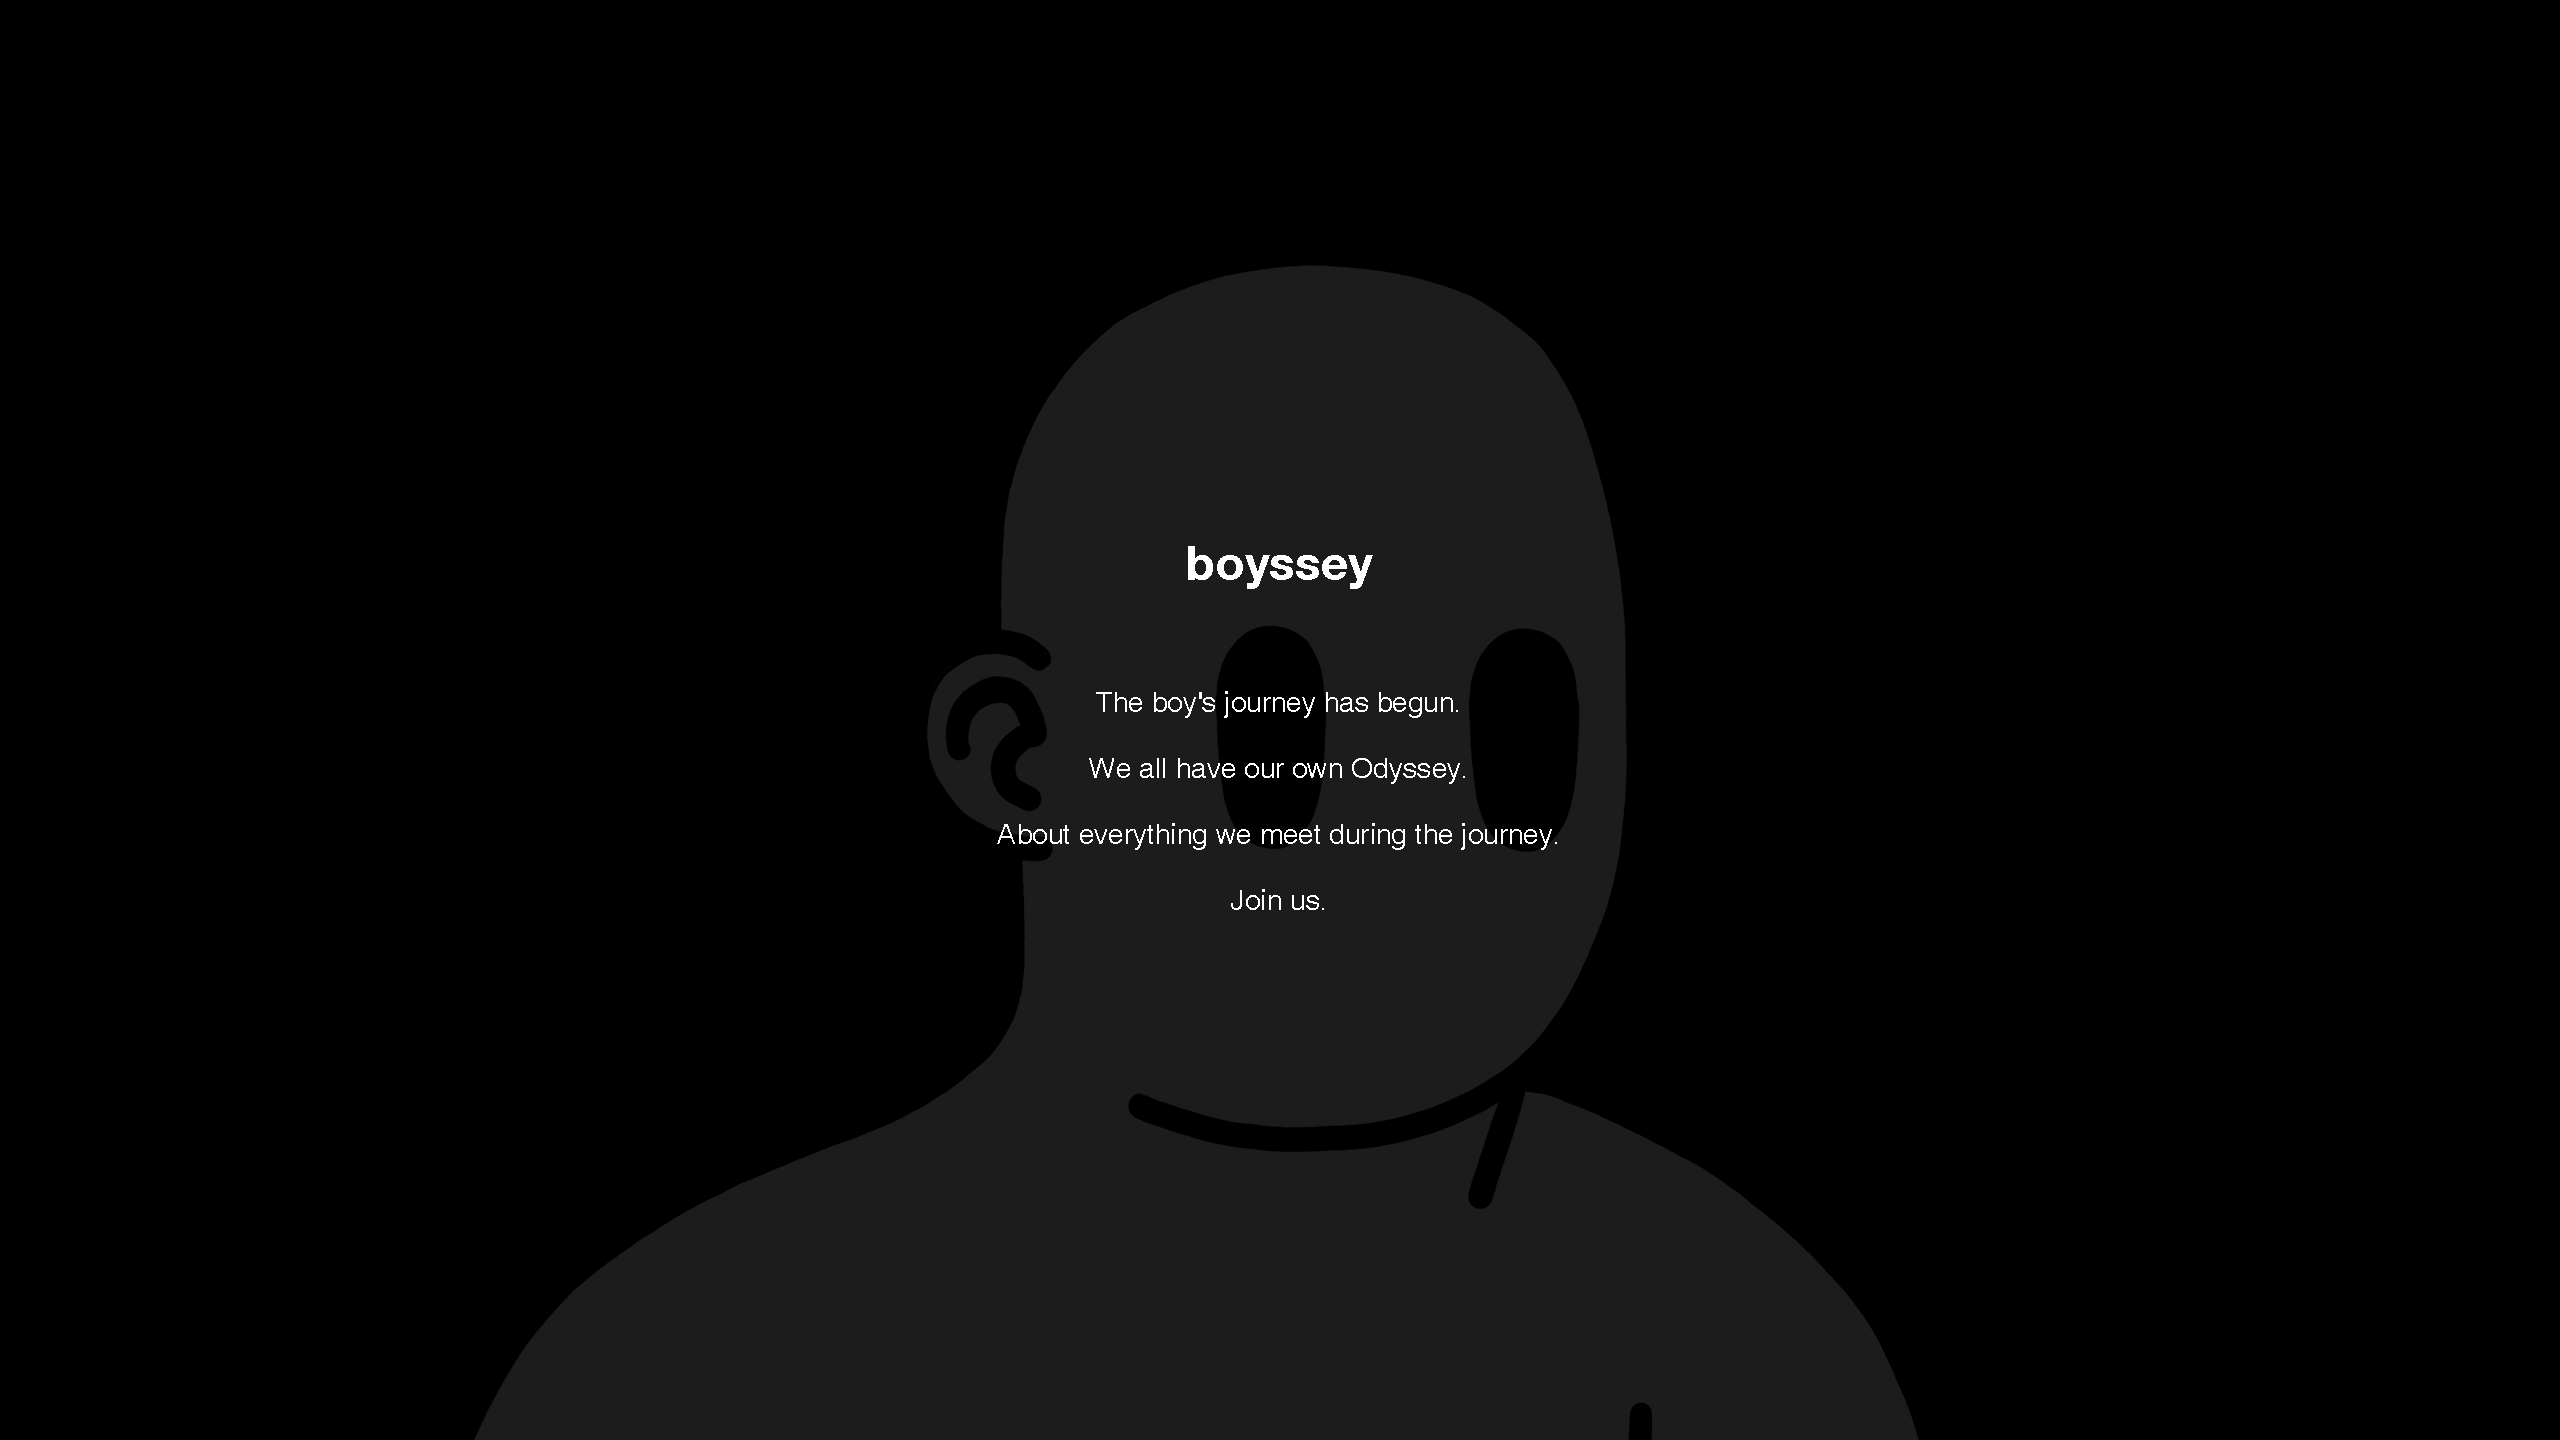 boyssey
The boy's journey has begun.
We all have our own Odyssey.
About everything we meet during the journey.
Join us.